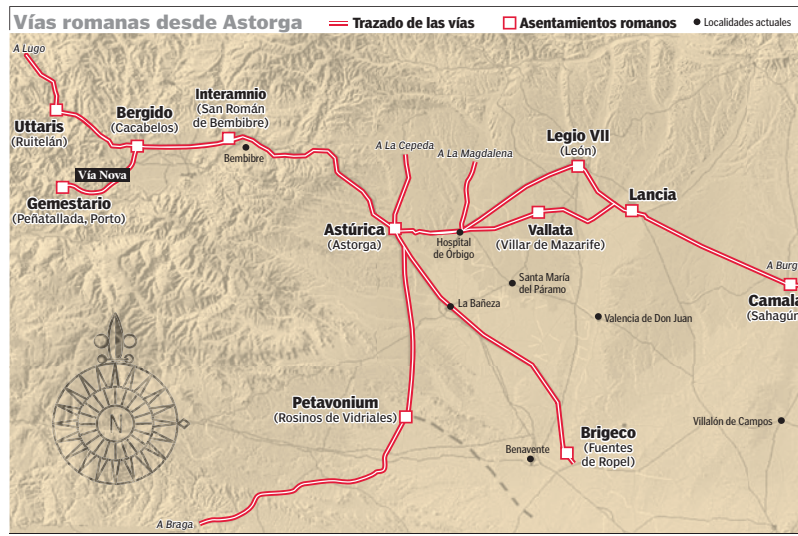 Vías romanas desde Astorga
Trazado de las vías
Asentamientos romanos
Localidades actuales
A Lugo
Uttaris
(Ruitelán)
Bergido
(Cacabelos)
Interamnio
(San Román
de Bembibre)
Bembibre
Vía Nova
Gemestario
(Peñatallada, Porto)
A La Cepeda
A La Magdalena
Legio VII
(León)
Lancia
Astúrica
(Astorga)
Hospital
de Órbigo
Vallata
(Villar de Mazarife)
A Burg
Camala
(Sahagún
Santa María
del Páramo
La Bañeza
Valencia de Don Juan
Petavonium
(Rosinos de Vidriales)
Villalón de Campos
Brigeco
(Fuentes
de Ropel)
Benavente
N
A Braga